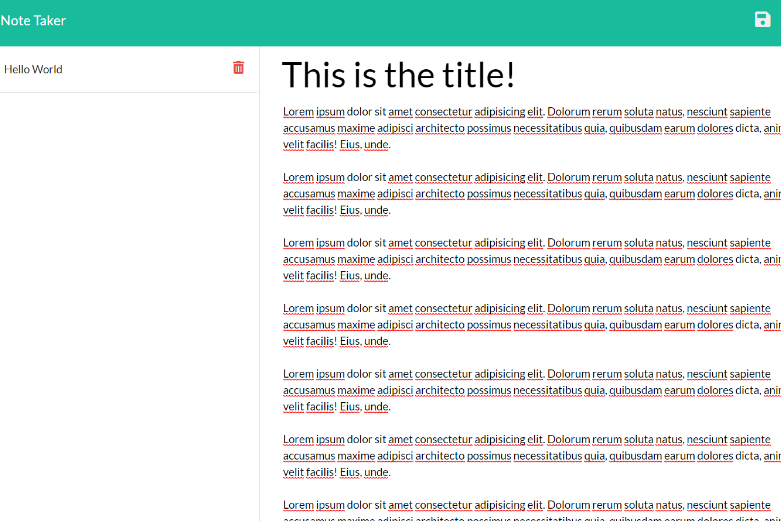 Note Taker
Hello World
This is the title!
Lorem ipsum dolor sit amet consectetur adipisicing elit. Dolorum rerum soluta natus, nesciunt sapiente
accusamus maxime adipisci architecto possimus necessitatibus quia, quibusdam earum dolores dicta,
velit facilis! Eius, unde.
Lorem ipsum dolor sit amet consectetur adipisicing elit. Dolorum rerum soluta natus, nesciunt sapiente
accusamus maxime adipisci architecto possimus necessitatibus quia, quibusdam earum dolores dicta,
velit facilis! Eius, unde.
Lorem ipsum dolor sit amet consectetur adipisicing elit. Dolorum rerum soluta natus, nesciunt sapiente
accusamus maxime adipisci architecto possimus necessitatibus quia, quibusdam earum dolores dicta,
velit facilis! Eius, unde.
Lorem ipsum dolor sit amet consectetur adipisicing elit. Dolorum rerum soluta natus, nesciunt sapiente
accusamus maxime adipisci architecto possimus necessitatibus quia, quibusdam earum dolores dicta,
velit facilis! Eius, unde.
Lorem ipsum dolor sit amet consectetur adipisicing elit. Dolorum rerum soluta natus, nesciunt sapiente
accusamus maxime adipisci architecto possimus necessitatibus quia, quibusdam earum dolores dicta,
velit facilis! Eius, unde.
Lorem ipsum dolor sit amet consectetur adipisicing elit. Dolorum rerum soluta natus, nesciunt sapiente
accusamus maxime adipisci architecto possimus necessitatibus quia, quibusdam earum dolores dicta,
velit facilis! Eius, unde.
Lorem ipsum dolor sit amet consectetur adipisicing elit. Dolorum rerum soluta natus, nesciunt sapiente